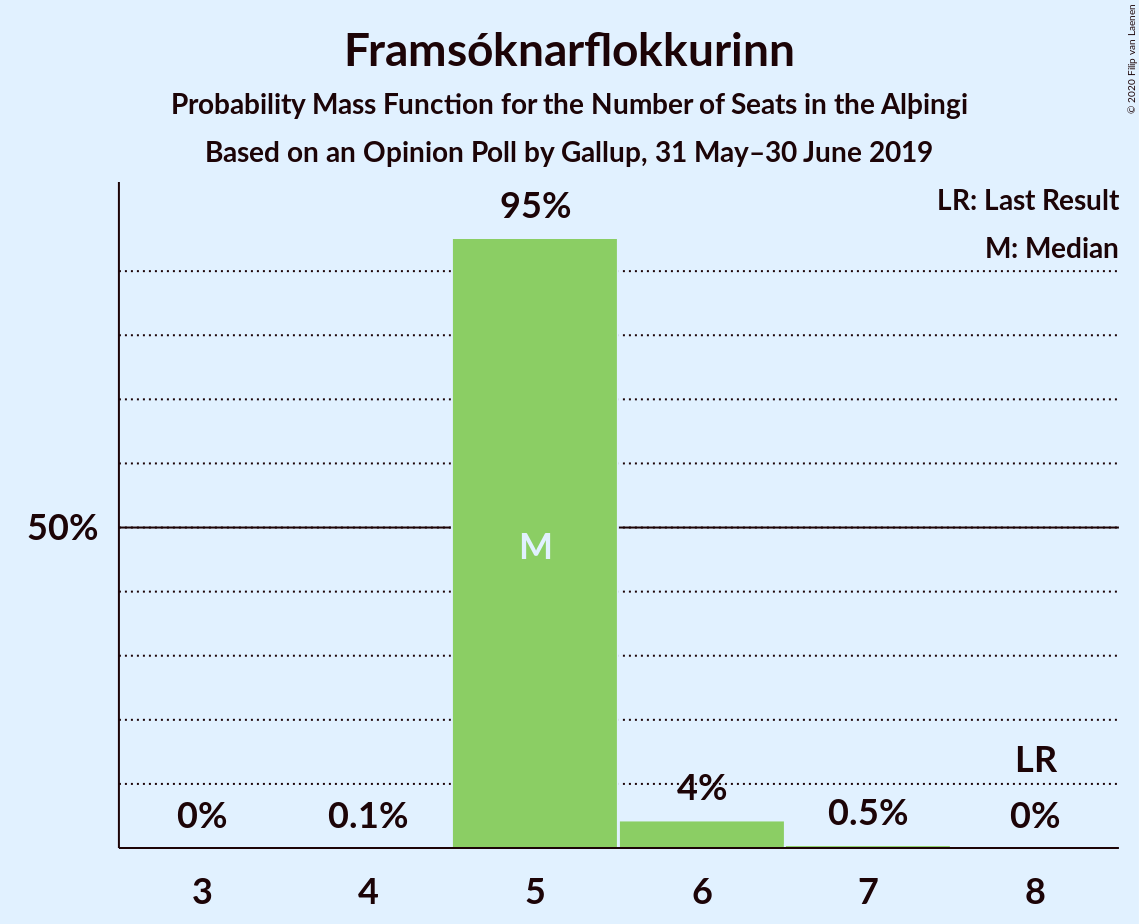 Framsóknarflokkurinn
Probability Mass Function for the Number of Seats in the Alþingi
Based on an Opinion Poll by Gallup, 31 May–30 June 2019
© 2020 Filip van Laenen
LR: Last Result
M: Median
95%
50%
M
LR
0%
0.1%
4%
0.5%
0%
3
4
5
6
7
8